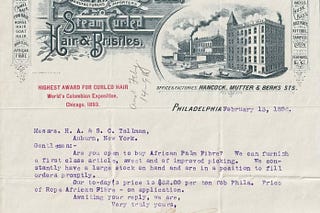 Steam Curled
Hair & Bristles.
HIGHEST AWARD FOR CURLED HAIR
World's Columbian Exposition,
Chicago, 1893.
OFFICES & FACTORIES, HANCOCK, MUTTER & BERKS STS.
PHILADELPHIA February 13, 189
Messrs. H. A. & S. C. Tallman,
Auburn, New York.
Gentlemen:-
Are you open to buy African Palm Fibre? We can furnish
a first class article, sweet and of improved picking. We con-
stantly have a large stock on hand and are in a position to fill
orders promptly.
Our to-day's price is $32.00 per ton fob Phila. Price
of Rope African Fibre - on application.
Awaiting your reply, we are,
Very truly yours,